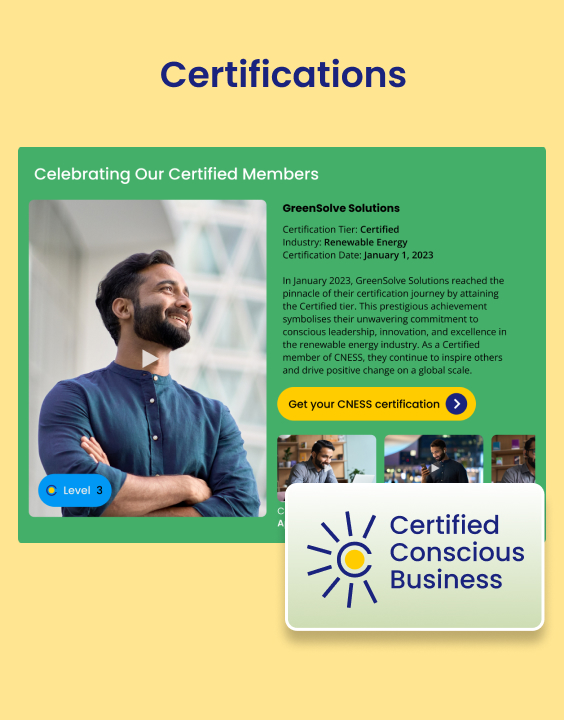 Certifications
Celebrating Our Certified Members
GreenSolve Solutions
Certification Tier: Certified
Industry: Renewable Energy
Certification Date: January 1, 2023
In January 2023, GreenSolve Solutions reached the
pinnacle of their certification journey by attaining
the Certified tier. This prestigious achievement
symbolises their unwavering commitment to
conscious leadership, innovation, and excellence in
the renewable energy industry. As a Certified
member of CNESS, they continue to inspire others
and drive positive change on a global scale.
Get your CNESS certification
Level 3
Certified
Conscious
Business